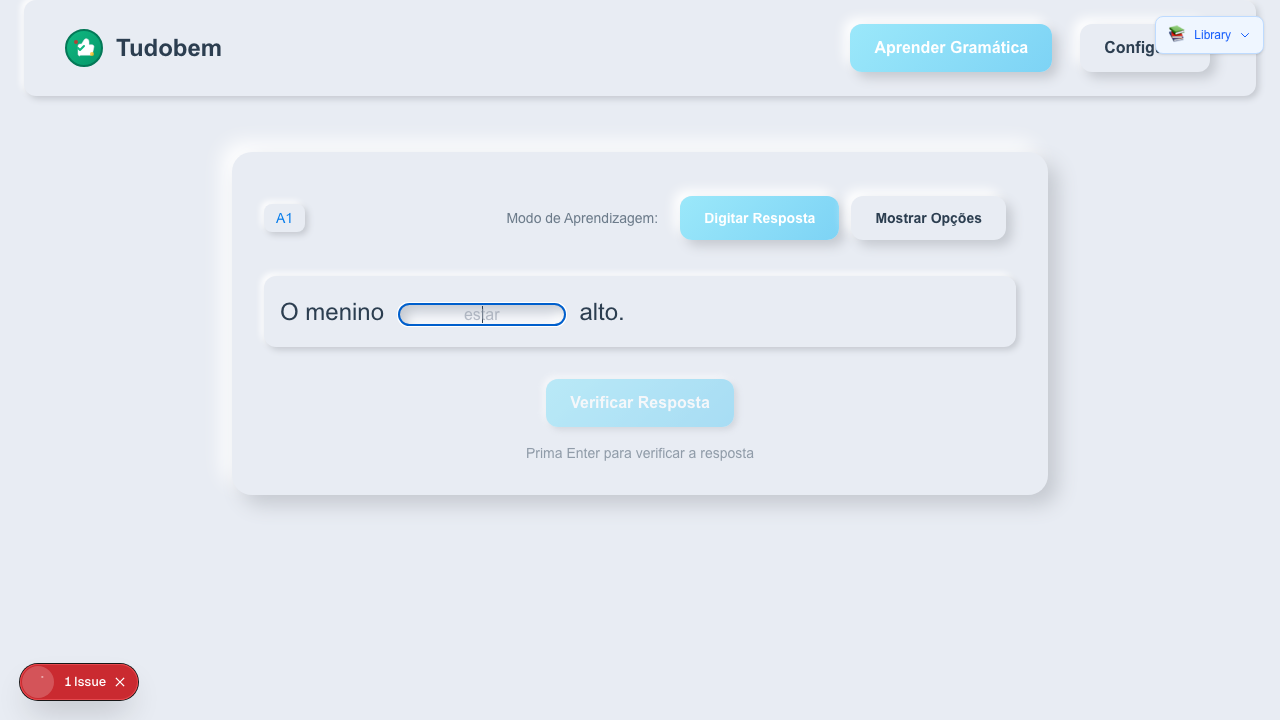 Tudobem
Aprender Gramática
Library
A1
Modo de Aprendizagem:
Digitar Resposta
Mostrar Opções
O menino estar alto.
Verificar Resposta
Prima Enter para verificar a resposta
1 Issue